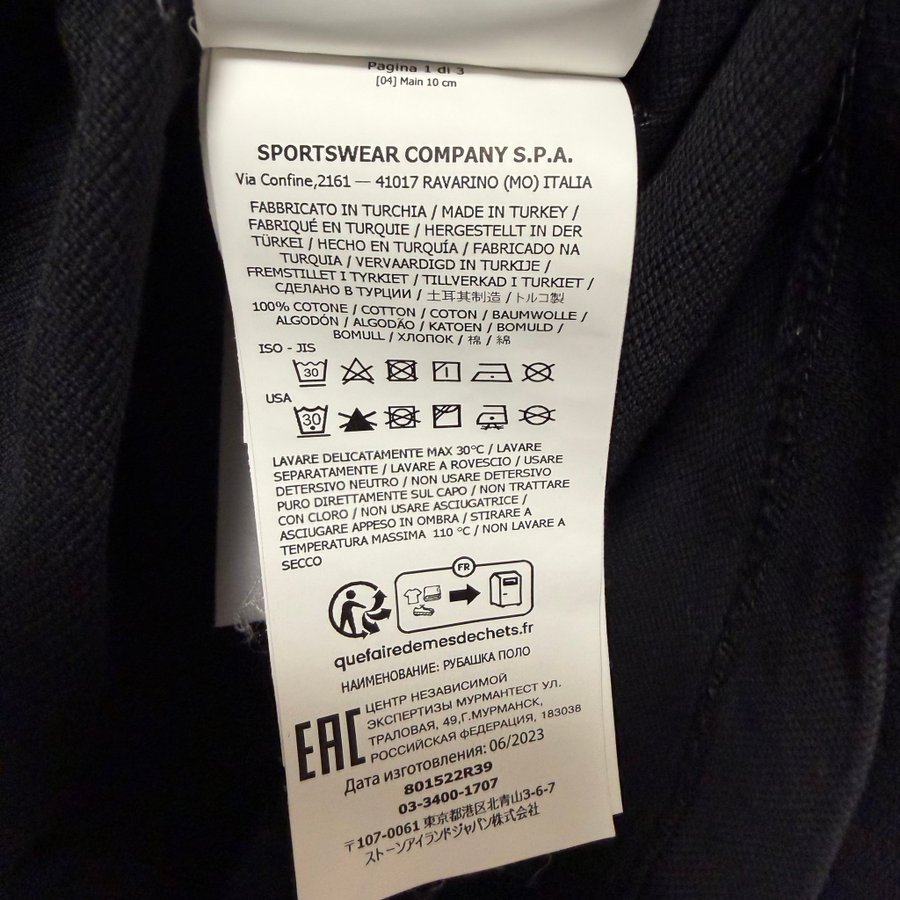 Pagina 1 di 3
[04] Main 10 cm
SPORTSWEAR COMPANY S.P.A.
Via Confine,2161 — 41017 RAVARINO (MO) ITALIA
FABBRICATO IN TURCHIA / MADE IN TURKEY /
FABRIQUÉ EN TURQUIE / HERGESTELLT IN DER
TÜRKEI / HECHO EN TURQUÍA / FABRICADO NA
TURQUIA / VERVAARDIGD IN TURKIJE /
FREMSTILLET I TYRKIET / TILLVERKAD I TURKIET /
СДЕЛАНО В ТУРЦИИ / 土耳其制造 / トルコ製
100% COTONE / COTTON / COTON / BAUMWOLLE /
ALGODÓN / ALGODÃO / KATOEN / BOMULD /
BOMULL / ХЛОПОК / 棉 / 綿
ISO - JIS
30
USA
30
LAVARE DELICATAMENTE MAX 30°C / LAVARE
SEPARATAMENTE / LAVARE A ROVESCIO / USARE
DETERSIVO NEUTRO / NON USARE DETERSIVO
PURO DIRETTAMENTE SUL CAPO / NON TRATTARE
CON CLORO / NON USARE ASCIUGATRICE /
ASCIUGARE APPESO IN OMBRA / STIRARE A
TEMPERATURA MASSIMA 110 °C / NON LAVARE A
SECCO
FR
quefairedemesdechets.fr
НАИМЕНОВАНИЕ: РУБАШКА ПОЛО
EAC
ЦЕНТР НЕЗАВИСИМОЙ
ЭКСПЕРТИЗЫ МУРМАНТЕСТ УЛ.
ТРАЛОВАЯ, 49,Г.МУРМАНСК,
РОССИЙСКАЯ ФЕДЕРАЦИЯ, 183038
Дата изготовления: 06/2023
801522R39
03-3400-1707
〒107-0061 東京都港区北青山3-6-7
ストーンアイランドジャパン株式会社